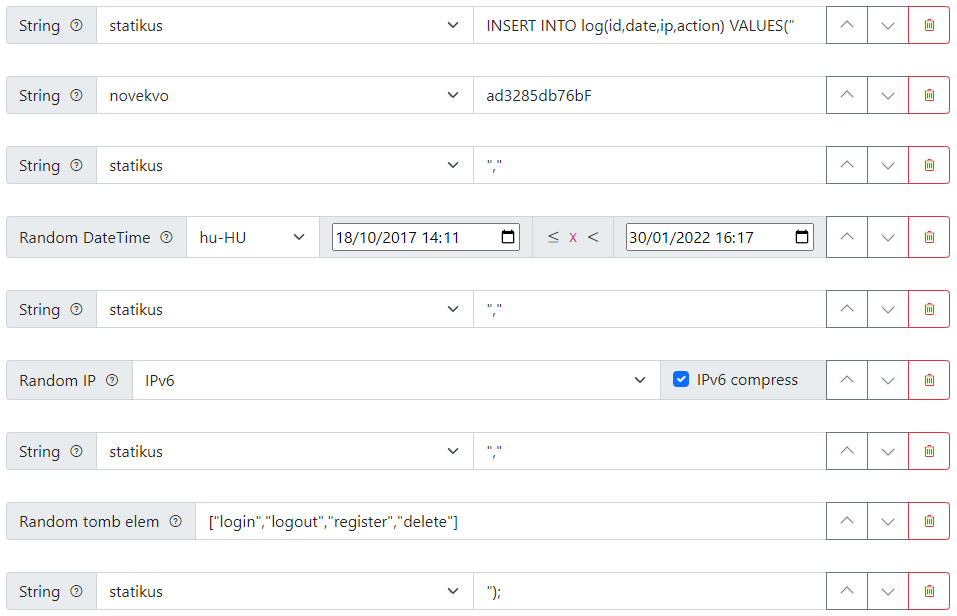 String statikus INSERT INTO log(id,date,ip,action) VALUES("
String novekvo ad3285db76bF
String statikus ","
Random DateTime hu-HU 18/10/2017 14:11 ≤ x < 30/01/2022 16:17
String statikus ","
Random IP IPv6 IPv6 compress
String statikus ","
Random tomb elem ["login","logout","register","delete"]
String statikus ");